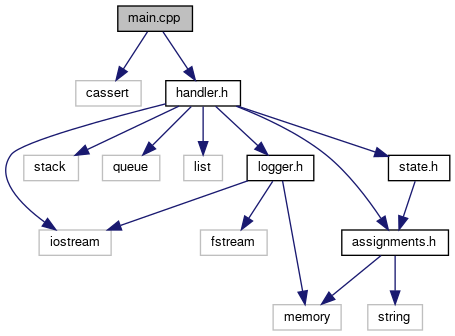 main.cpp
cassert
handler.h
stack
queue
list
logger.h
state.h
iostream
fstream
assignments.h
memory
string